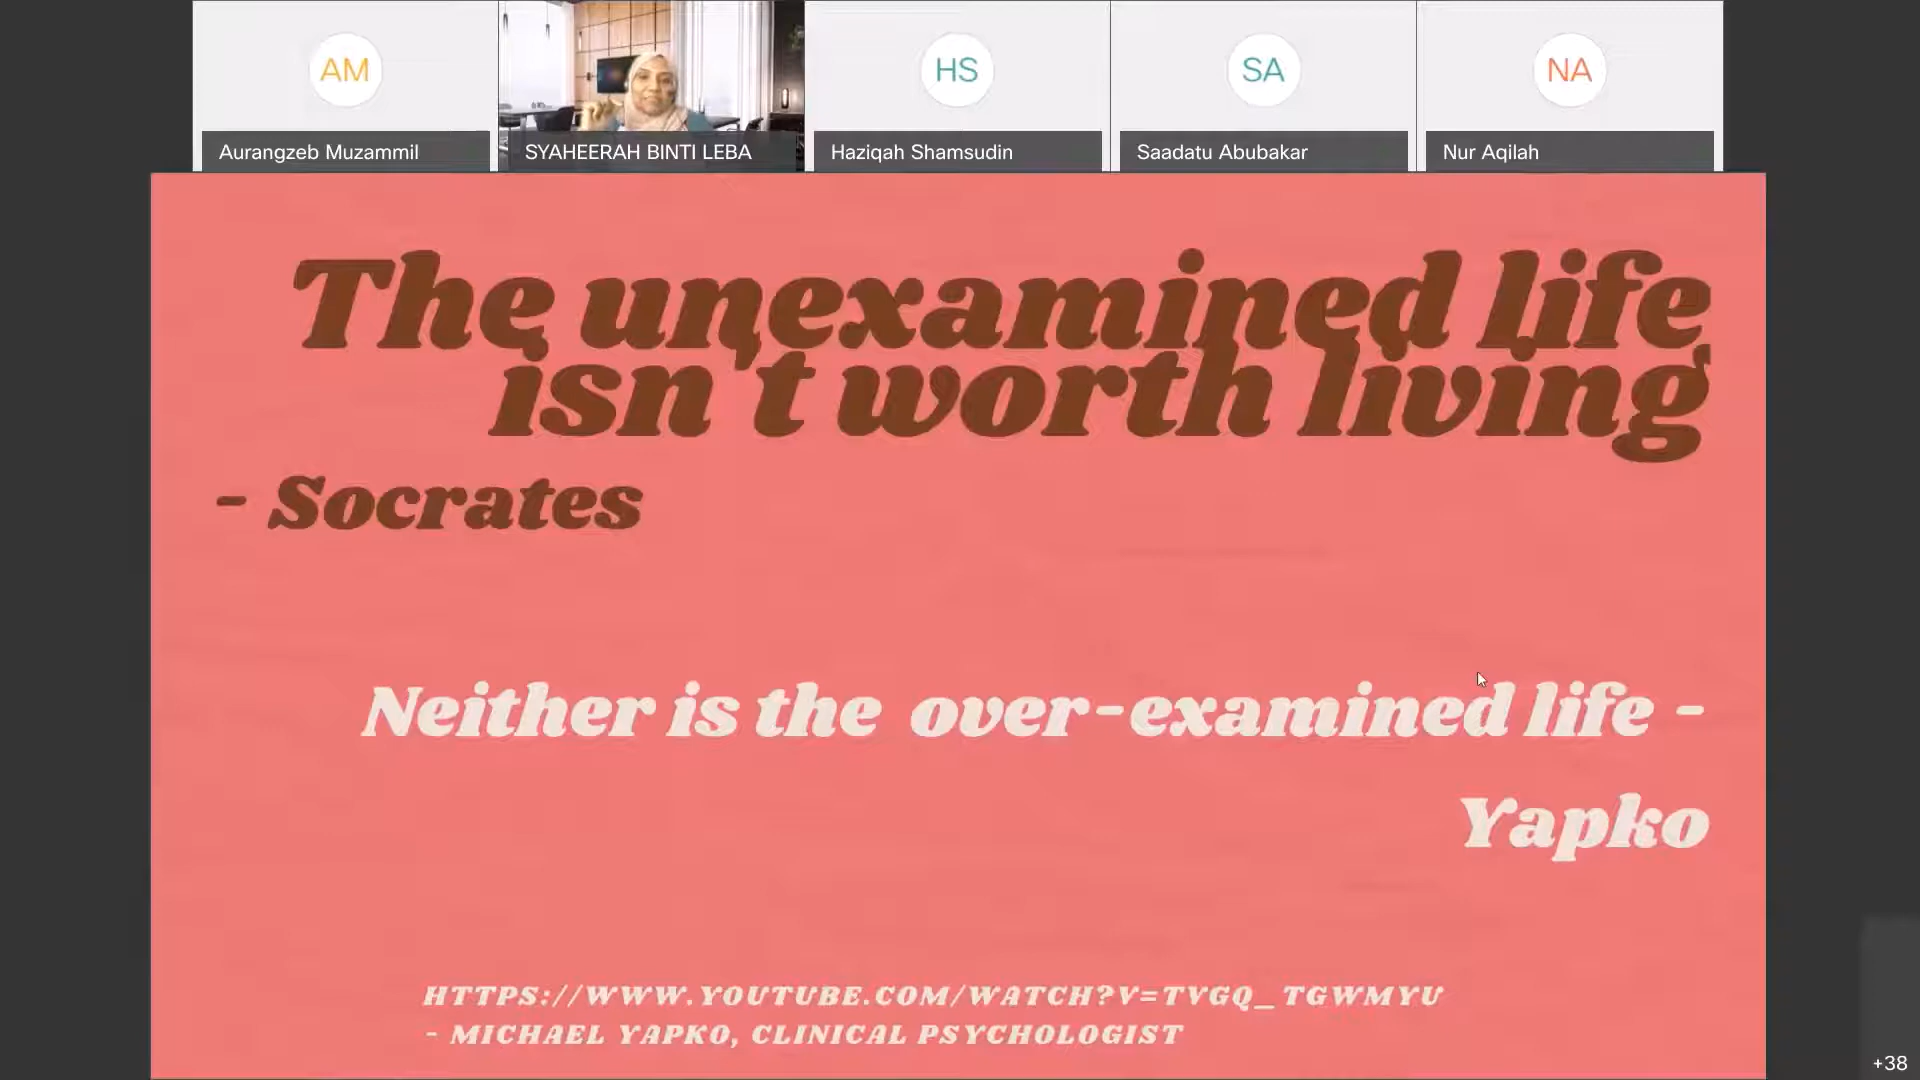 AM
HS
SA
NA
Aurangzeb Muzammil
SYAHEERAH BINTI LEBA
Haziqah Shamsudin
Saadatu Abubakar
Nur Aqilah
The unexamined life
isn't worth living
- Socrates
Neither is the over-examined life -
Yapko
HTTPS://WWW.YOUTUBE.COM/WATCH?V=TVGQ_TGWMYU
- MICHAEL YAPKO, CLINICAL PSYCHOLOGIST
+38